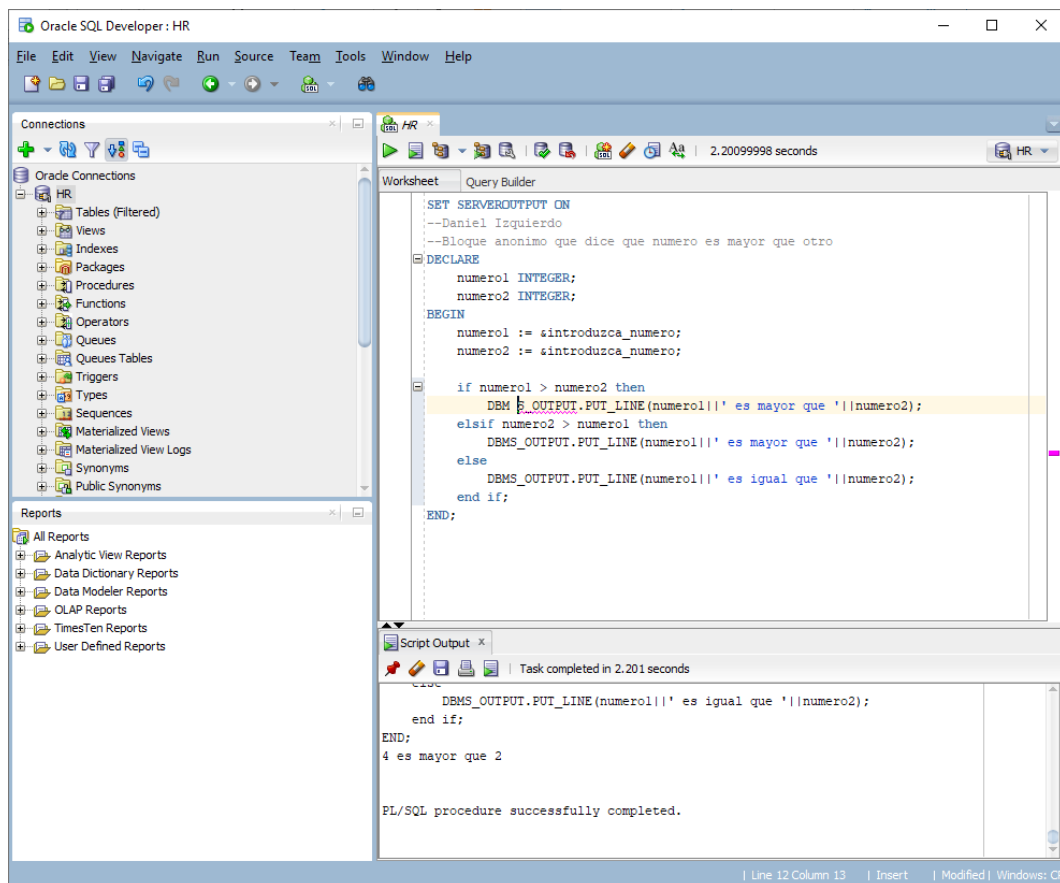 Oracle SQL Developer : HR
File Edit View Navigate Run Source Team Tools Window Help
Connections
Oracle Connections
HR
Tables (Filtered)
Views
Indexes
Packages
Procedures
Functions
Operators
Queues
Queues Tables
Triggers
Types
Sequences
Materialized Views
Materialized View Logs
Synonyms
Public Synonyms
Reports
All Reports
Analytic View Reports
Data Dictionary Reports
Data Modeler Reports
OLAP Reports
TimesTen Reports
User Defined Reports
HR
2.20099998 seconds
HR
Worksheet Query Builder
SET SERVEROUTPUT ON
--Daniel Izquierdo
--Bloque anonimo que dice que numero es mayor que otro
DECLARE
numero1 INTEGER;
numero2 INTEGER;
BEGIN
numero1 := &introduzca_numero;
numero2 := &introduzca_numero;
if numero1 > numero2 then
DBM S_OUTPUT.PUT_LINE(numero1||' es mayor que '||numero2);
elsif numero2 > numero1 then
DBMS_OUTPUT.PUT_LINE(numero1||' es mayor que '||numero2);
else
DBMS_OUTPUT.PUT_LINE(numero1||' es igual que '||numero2);
end if;
END;
Script Output
Task completed in 2.201 seconds
else
DBMS_OUTPUT.PUT_LINE(numero1||' es igual que '||numero2);
end if;
END;
4 es mayor que 2
PL/SQL procedure successfully completed.
Line 12 Column 13 | Insert | Modified | Windows: